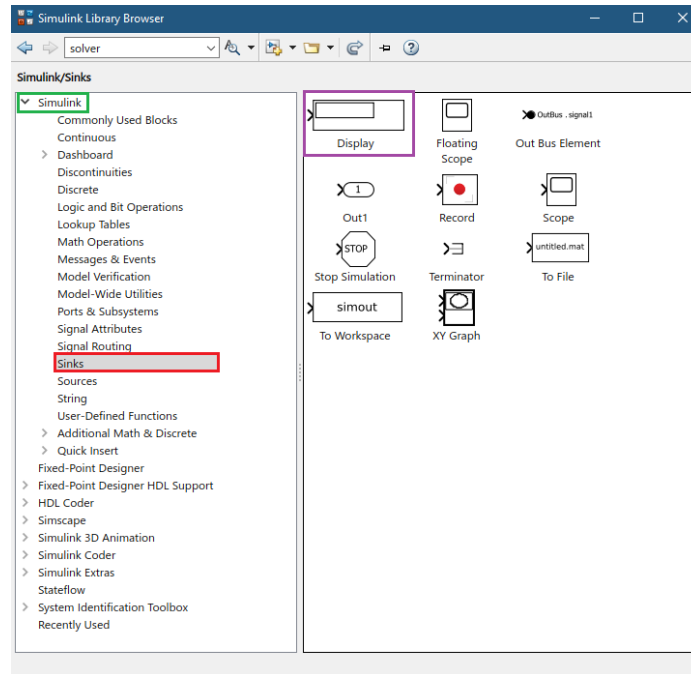 Simulink Library Browser
solver
Simulink/Sinks
Simulink
Commonly Used Blocks
Continuous
Dashboard
Discontinuities
Discrete
Logic and Bit Operations
Lookup Tables
Math Operations
Messages & Events
Model Verification
Model-Wide Utilities
Ports & Subsystems
Signal Attributes
Signal Routing
Sinks
Sources
String
User-Defined Functions
Additional Math & Discrete
Quick Insert
Fixed-Point Designer
Fixed-Point Designer HDL Support
HDL Coder
Simscape
Simulink 3D Animation
Simulink Coder
Simulink Extras
Stateflow
System Identification Toolbox
Recently Used
Display
Floating
Scope
OutBus . signal1
Out Bus Element
1
Out1
Record
Scope
STOP
Stop Simulation
Terminator
untitled.mat
To File
simout
To Workspace
XY Graph